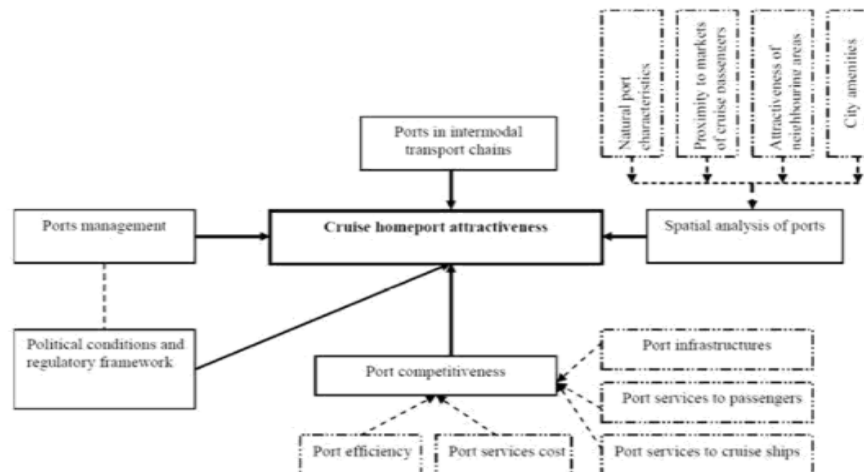 Natural port
characteristics
Proximity to markets
of cruise passengers
Attractiveness of
neighbouring areas
City amenities
Ports in intermodal
transport chains
Ports management
Cruise homeport attractiveness
Spatial analysis of ports
Political conditions and
regulatory framework
Port infrastructures
Port competitiveness
Port services to passengers
Port efficiency
Port services cost
Port services to cruise ships